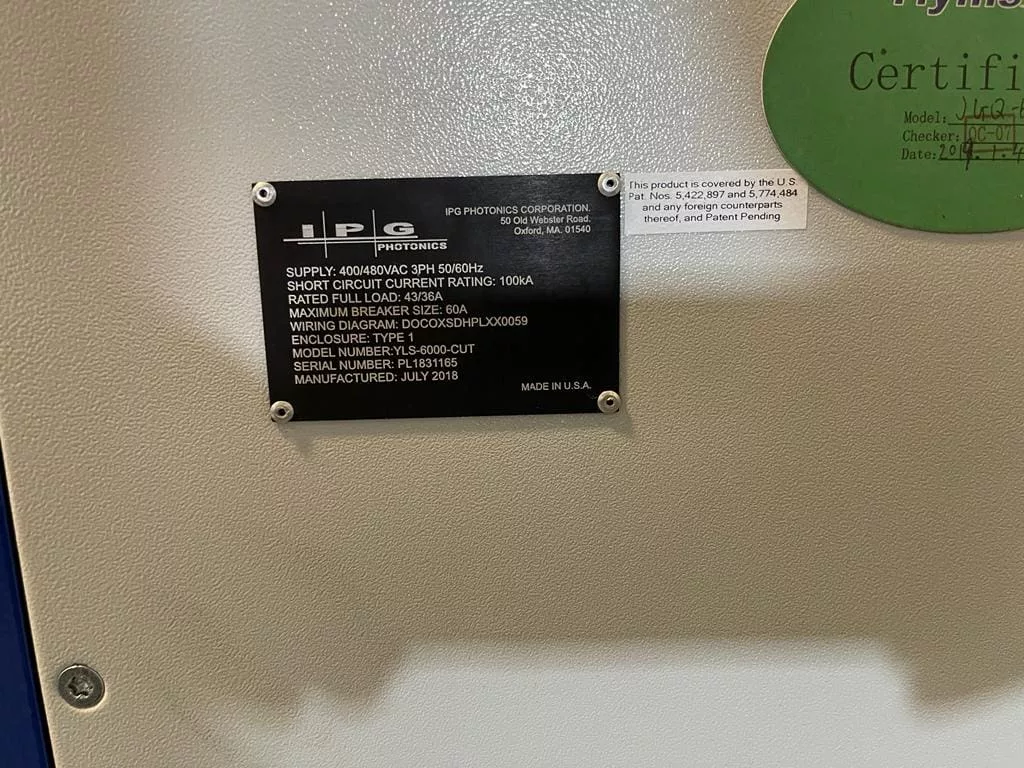 IPG
PHOTONICS
IPG PHOTONICS CORPORATION.
50 Old Webster Road.
Oxford, MA. 01540
SUPPLY: 400/480VAC 3PH 50/60Hz
SHORT CIRCUIT CURRENT RATING: 100kA
RATED FULL LOAD: 43/36A
MAXIMUM BREAKER SIZE: 60A
WIRING DIAGRAM: DOCOXSDHPLXX0059
ENCLOSURE: TYPE 1
MODEL NUMBER:YLS-6000-CUT
SERIAL NUMBER: PL1831165
MANUFACTURED: JULY 2018
MADE IN U.S.A.
This product is covered by the U.S.
Pat. Nos. 5,422,897 and 5,774,484
and any foreign counterparts
thereof, and Patent Pending
Certifi
Model:
Checker: QC-07
Date: